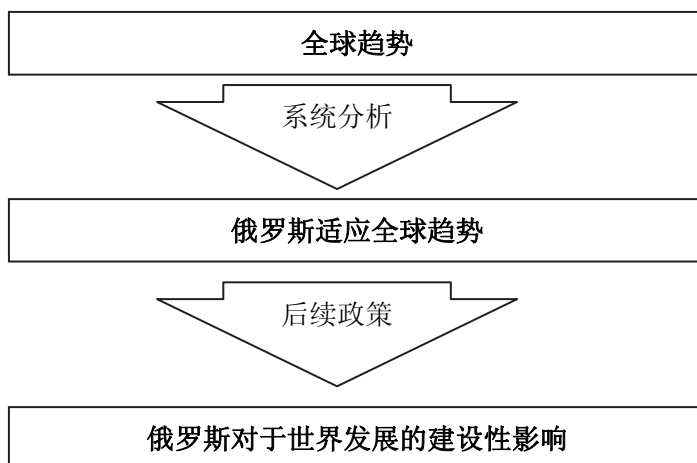 全球趋势
系统分析
俄罗斯适应全球趋势
后续政策
俄罗斯对于世界发展的建设性影响